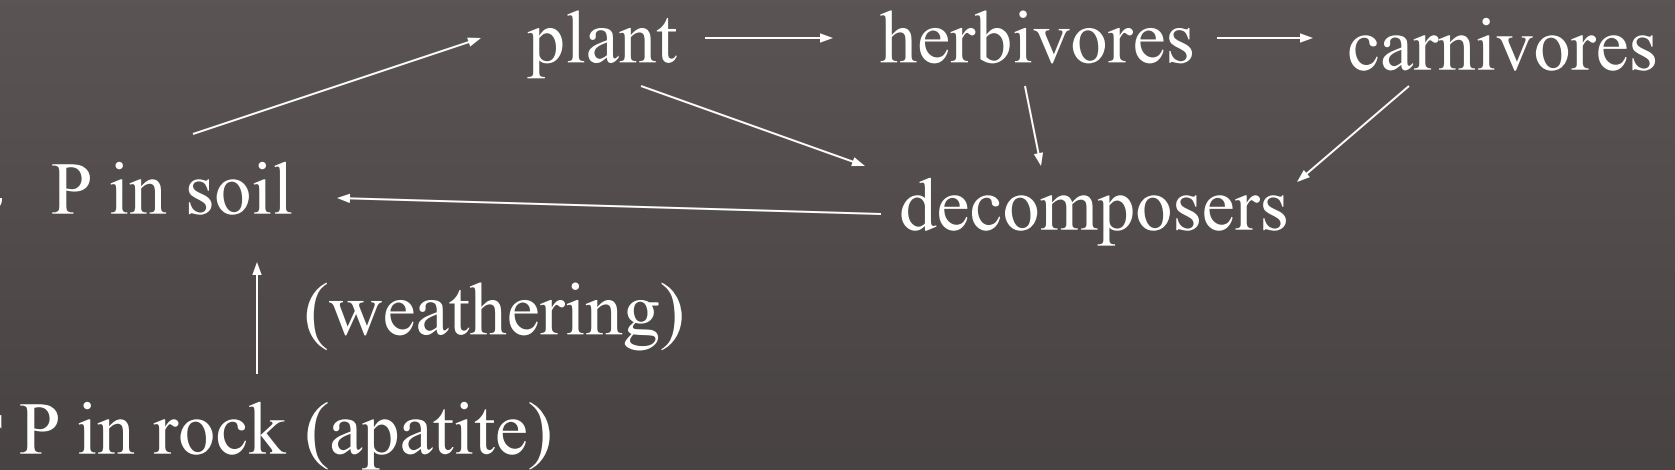 plant herbivores carnivores
P in soil decomposers
(weathering)
P in rock (apatite)